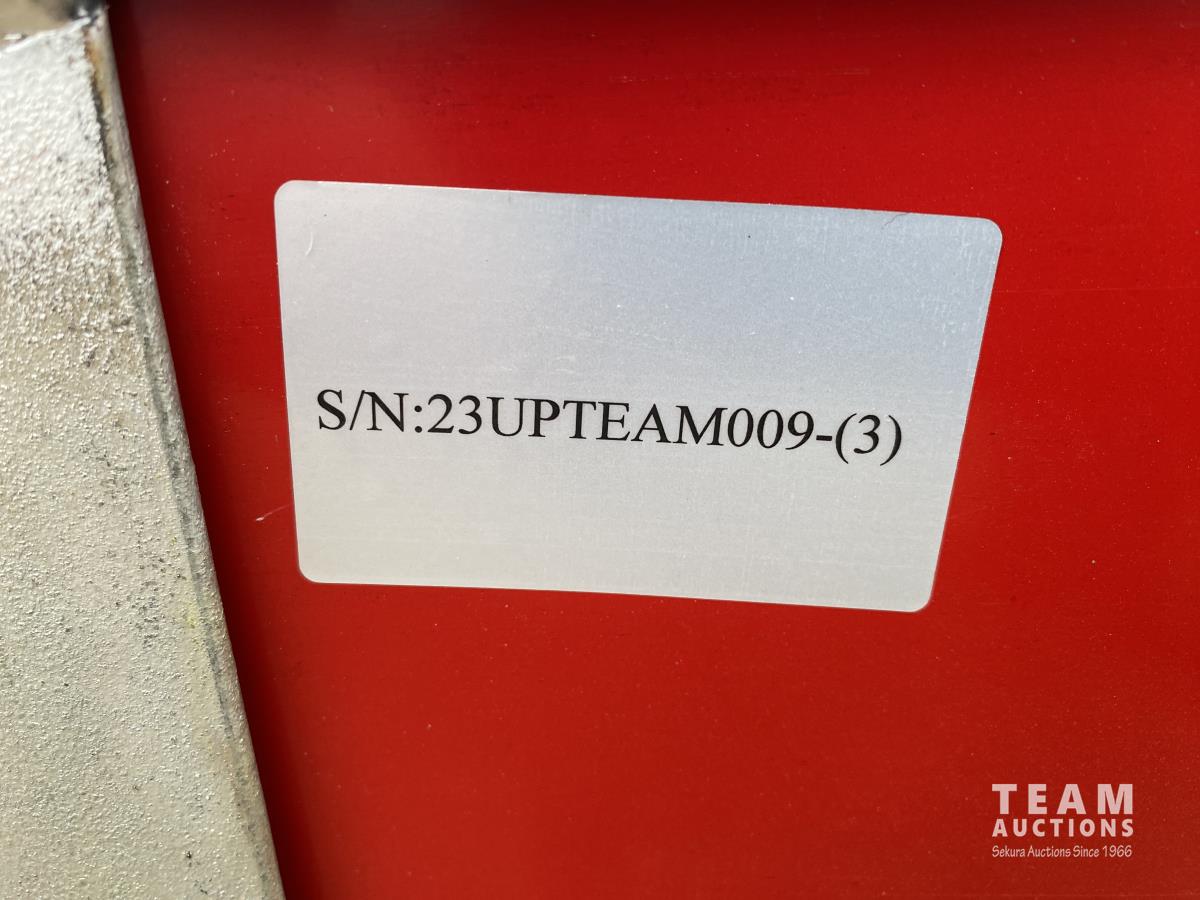 S/N:23UPTEAM009-(3)
TEAM
AUCTIONS
Sekura Auctions Since 1966